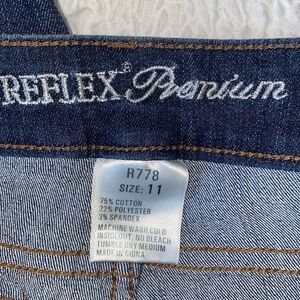 REFLEX® Premium
R778
SIZE: 11
75% COTTON
22% POLYESTER
3% SPANDEX
MACHINE WASH COLD
INSIDE OUT, NO BLEACH
TUMBLE DRY MEDIUM
MADE IN CHINA